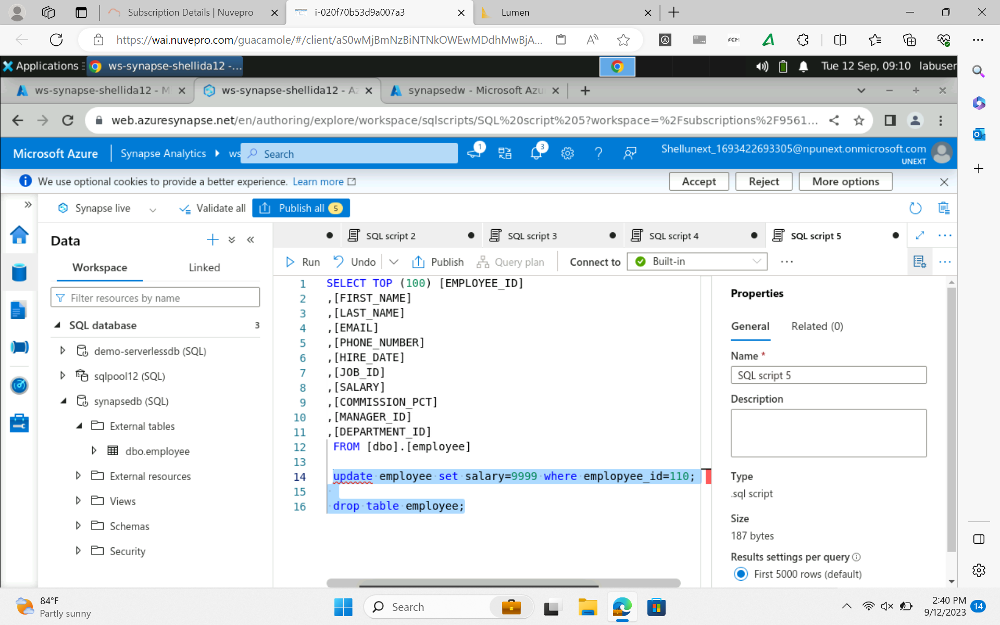 Subscription Details | Nuvepro
i-020f70b53d9a007a3
Lumen
https://wai.nuvepro.com/guacamole/#/client/aS0wMjBmNzBiNTNkOWEwMDdhMwBjA...
FCM
Applications
ws-synapse-shellida12 -...
Tue 12 Sep, 09:10 labuser
ws-synapse-shellida12 - M
ws-synapse-shellida12 - Az
synapsedw - Microsoft Azu
web.azuresynapse.net/en/authoring/explore/workspace/sqlscripts/SQL%20script%205?workspace=%2Fsubscriptions%2F9561...
Microsoft Azure
Synapse Analytics
ws
Search
1
3
Shellunext_1693422693305@npunext.onmicrosoft.com
UNEXT
We use optional cookies to provide a better experience. Learn more
Accept
Reject
More options
Synapse live
Validate all
Publish all 5
Data
Workspace
Linked
Filter resources by name
SQL database 3
demo-serverlessdb (SQL)
sqlpool12 (SQL)
synapsedb (SQL)
External tables
dbo.employee
External resources
Views
Schemas
Security
SQL script 2
SQL script 3
SQL script 4
SQL script 5
Run
Undo
Publish
Query plan
Connect to
Built-in
1 SELECT TOP (100) [EMPLOYEE_ID]
2 ,[FIRST_NAME]
3 ,[LAST_NAME]
4 ,[EMAIL]
5 ,[PHONE_NUMBER]
6 ,[HIRE_DATE]
7 ,[JOB_ID]
8 ,[SALARY]
9 ,[COMMISSION_PCT]
10 ,[MANAGER_ID]
11 ,[DEPARTMENT_ID]
12 FROM [dbo].[employee]
13
14 update employee set salary=9999 where emplopyee_id=110;
15
16 drop table employee;
Properties
General
Related (0)
Name *
SQL script 5
Description
Type
.sql script
Size
187 bytes
Results settings per query
First 5000 rows (default)
84°F
Partly sunny
Search
2:40 PM
9/12/2023
14